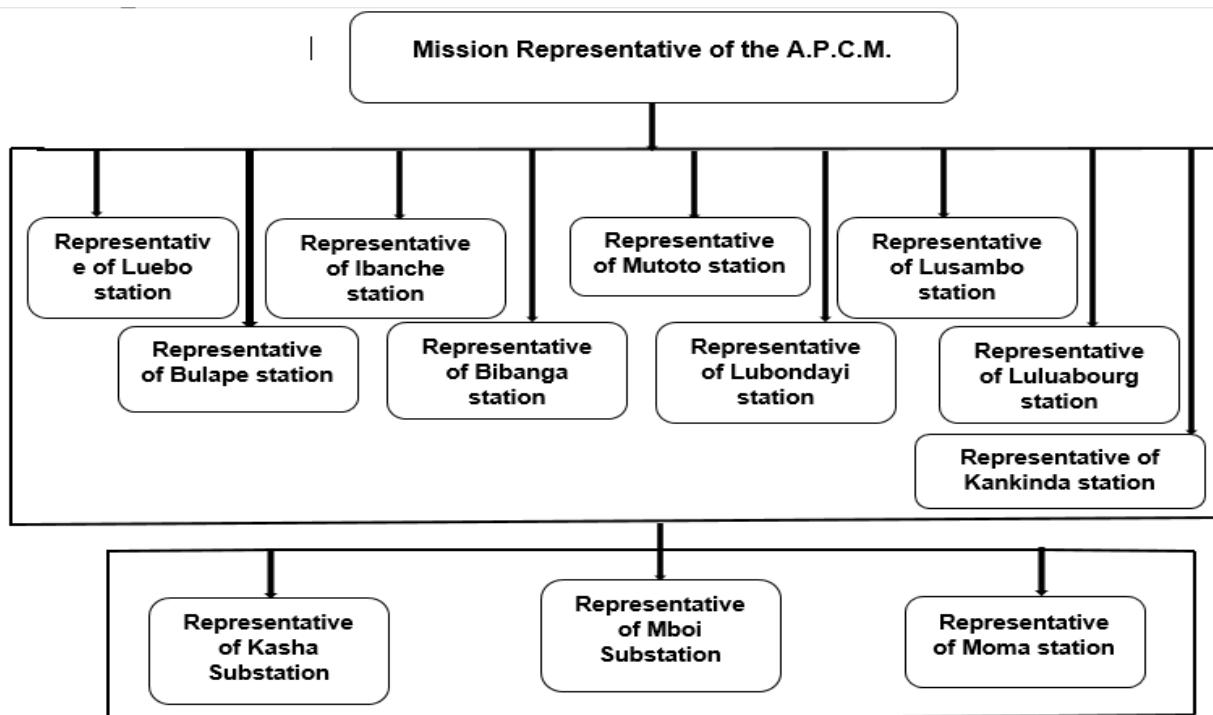 Mission Representative of the A.P.C.M.
Representativ
e of Luebo
station
Representative
of Ibanche
station
Representative
of Mutoto station
Representative
of Lusambo
station
Representative
of Bulape station
Representative
of Bibanga
station
Representative
of Lubondayi
station
Representative
of Luluabourg
station
Representative of
Kankinda station
Representative
of Kasha
Substation
Representative
of Mboi
Substation
Representative
of Moma station